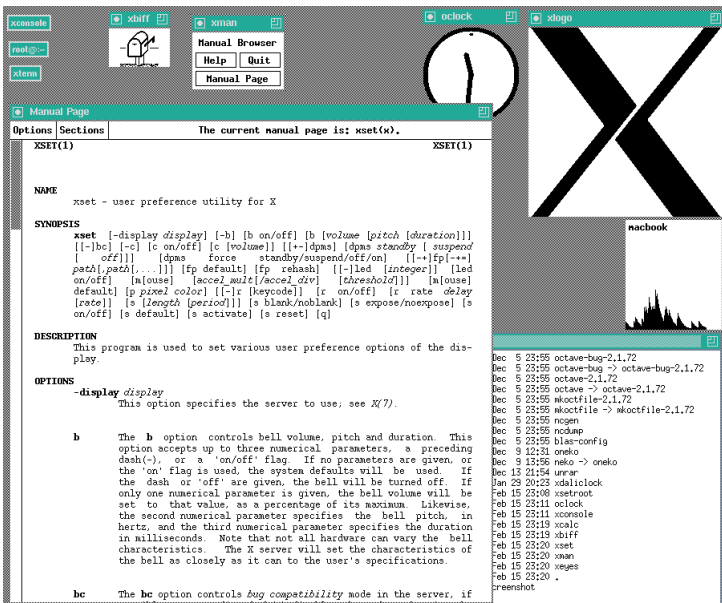 xconsole
root@:~
xterm
xbiff
xman
Manual Browser
Help Quit
Manual Page
oclock
xlogo
Manual Page
Options Sections The current manual page is: xset(x).
XSET(1) XSET(1)
NAME
xset - user preference utility for X
SYNOPSIS
xset [-display display] [-b] [b on/off] [b [volume [pitch [duration]]]
[[-]bc] [-c] [c on/off] [c [volume]] [[+-]dpms] [dpms standby [ suspend
[ off]]] [dpms force standby/suspend/off/on] [[-+]fp[-+=]
path[,path[,...]]] [fp default] [fp rehash] [[-]led [integer]] [led
on/off] [m[ouse] [accel_mult[/accel_div] [threshold]]] [m[ouse]
default] [p pixel color] [[-]r [keycode]] [r on/off] [r rate delay
[rate]] [s [length [period]]] [s blank/noblank] [s expose/noexpose] [s
on/off] [s default] [s activate] [s reset] [q]
DESCRIPTION
This program is used to set various user preference options of the dis-
play.
OPTIONS
-display display
This option specifies the server to use; see X(7).
b The b option controls bell volume, pitch and duration. This
option accepts up to three numerical parameters, a preceding
dash(-), or a 'on/off' flag. If no parameters are given, or
the 'on' flag is used, the system defaults will be used. If
the dash or 'off' are given, the bell will be turned off. If
only one numerical parameter is given, the bell volume will be
set to that value, as a percentage of its maximum. Likewise,
the second numerical parameter specifies the bell pitch, in
hertz, and the third numerical parameter specifies the duration
in milliseconds. Note that not all hardware can vary the bell
characteristics. The X server will set the characteristics of
the bell as closely as it can to the user's specifications.
bc The bc option controls bug compatibility mode in the server, if
macbook
Dec 5 23:55 octave-bug-2.1.72
Dec 5 23:55 octave-bug -> octave-bug-2.1.72
Dec 5 23:55 octave-2.1.72
Dec 5 23:55 octave -> octave-2.1.72
Dec 5 23:55 mkoctfile-2.1.72
Dec 5 23:55 mkoctfile -> mkoctfile-2.1.72
Dec 5 23:55 ncgen
Dec 5 23:55 ncdump
Dec 5 23:55 blas-config
Dec 9 12:31 oneko
Dec 9 13:56 neko -> oneko
Dec 13 21:54 unrar
Jan 29 20:23 xdaliclock
Feb 15 23:08 xsetroot
Feb 15 23:11 oclock
Feb 15 23:11 xconsole
Feb 15 23:19 xcalc
Feb 15 23:19 xbiff
Feb 15 23:20 xset
Feb 15 23:20 xman
Feb 15 23:20 xeyes
Feb 15 23:20 .
creenshot